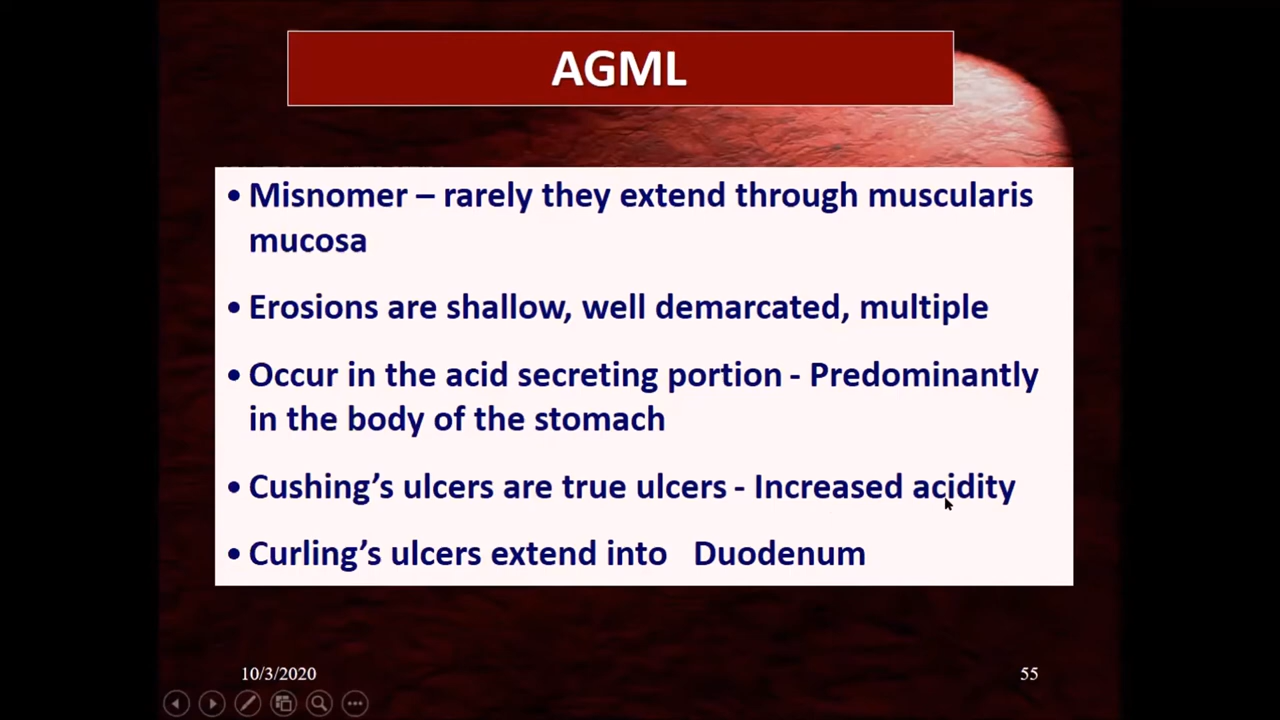 AGML
• Misnomer – rarely they extend through muscularis
mucosa
• Erosions are shallow, well demarcated, multiple
• Occur in the acid secreting portion - Predominantly
in the body of the stomach
• Cushing’s ulcers are true ulcers - Increased acidity
• Curling’s ulcers extend into Duodenum
10/3/2020
55